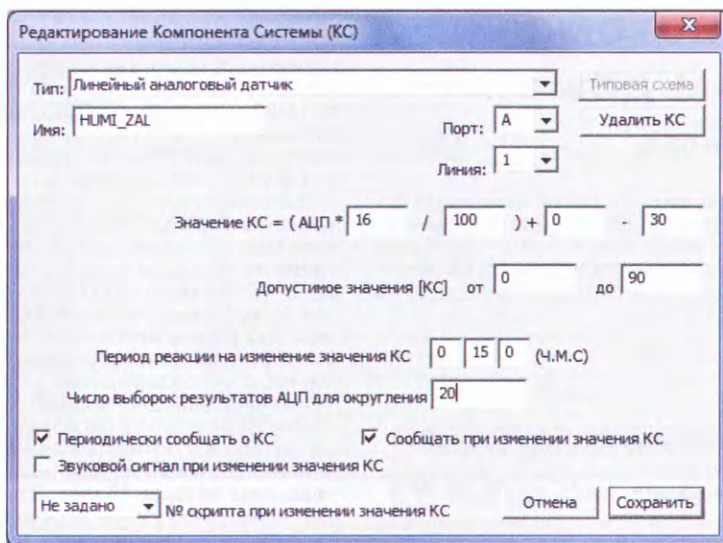 Редактирование Компонента Системы (КС)
Тип: Линейный аналоговый датчик Типовая схема
Имя: HUMI_ZAL Порт: A Удалить КС
Линия: 1
Значение КС = ( АЦП * 16 / 100 ) + 0 30
Допустимое значения [КС] от 0 до 90
Период реакции на изменение значения КС 0 15 0 (Ч.М.С)
Число выборок результатов АЦП для округления 20
Периодически сообщать о КС Сообщать при изменении значения КС
Звуковой сигнал при изменении значения КС
Не задано № скрипта при изменении значения КС Отмена Сохранить